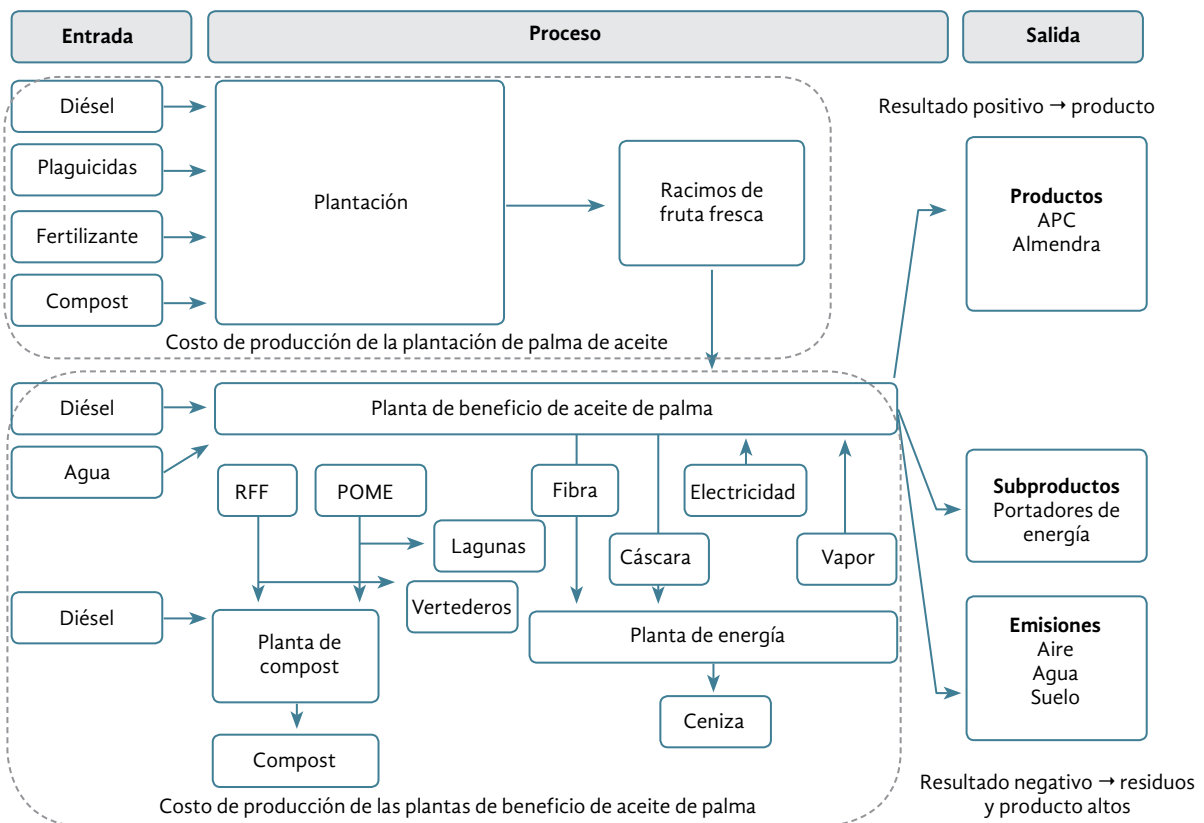 Entrada
Proceso
Salida
Diésel
Plaguicidas
Fertilizante
Compost
Plantación
Racimos de
fruta fresca
Costo de producción de la plantación de palma de aceite
Resultado positivo → producto
Productos
APC
Almendra
Diésel
Agua
Planta de beneficio de aceite de palma
RFF
POME
Fibra
Electricidad
Lagunas
Cáscara
Vapor
Vertederos
Diésel
Planta de
compost
Planta de energía
Compost
Ceniza
Costo de producción de las plantas de beneficio de aceite de palma
Subproductos
Portadores de
energía
Emisiones
Aire
Agua
Suelo
Resultado negativo → residuos
y producto altos